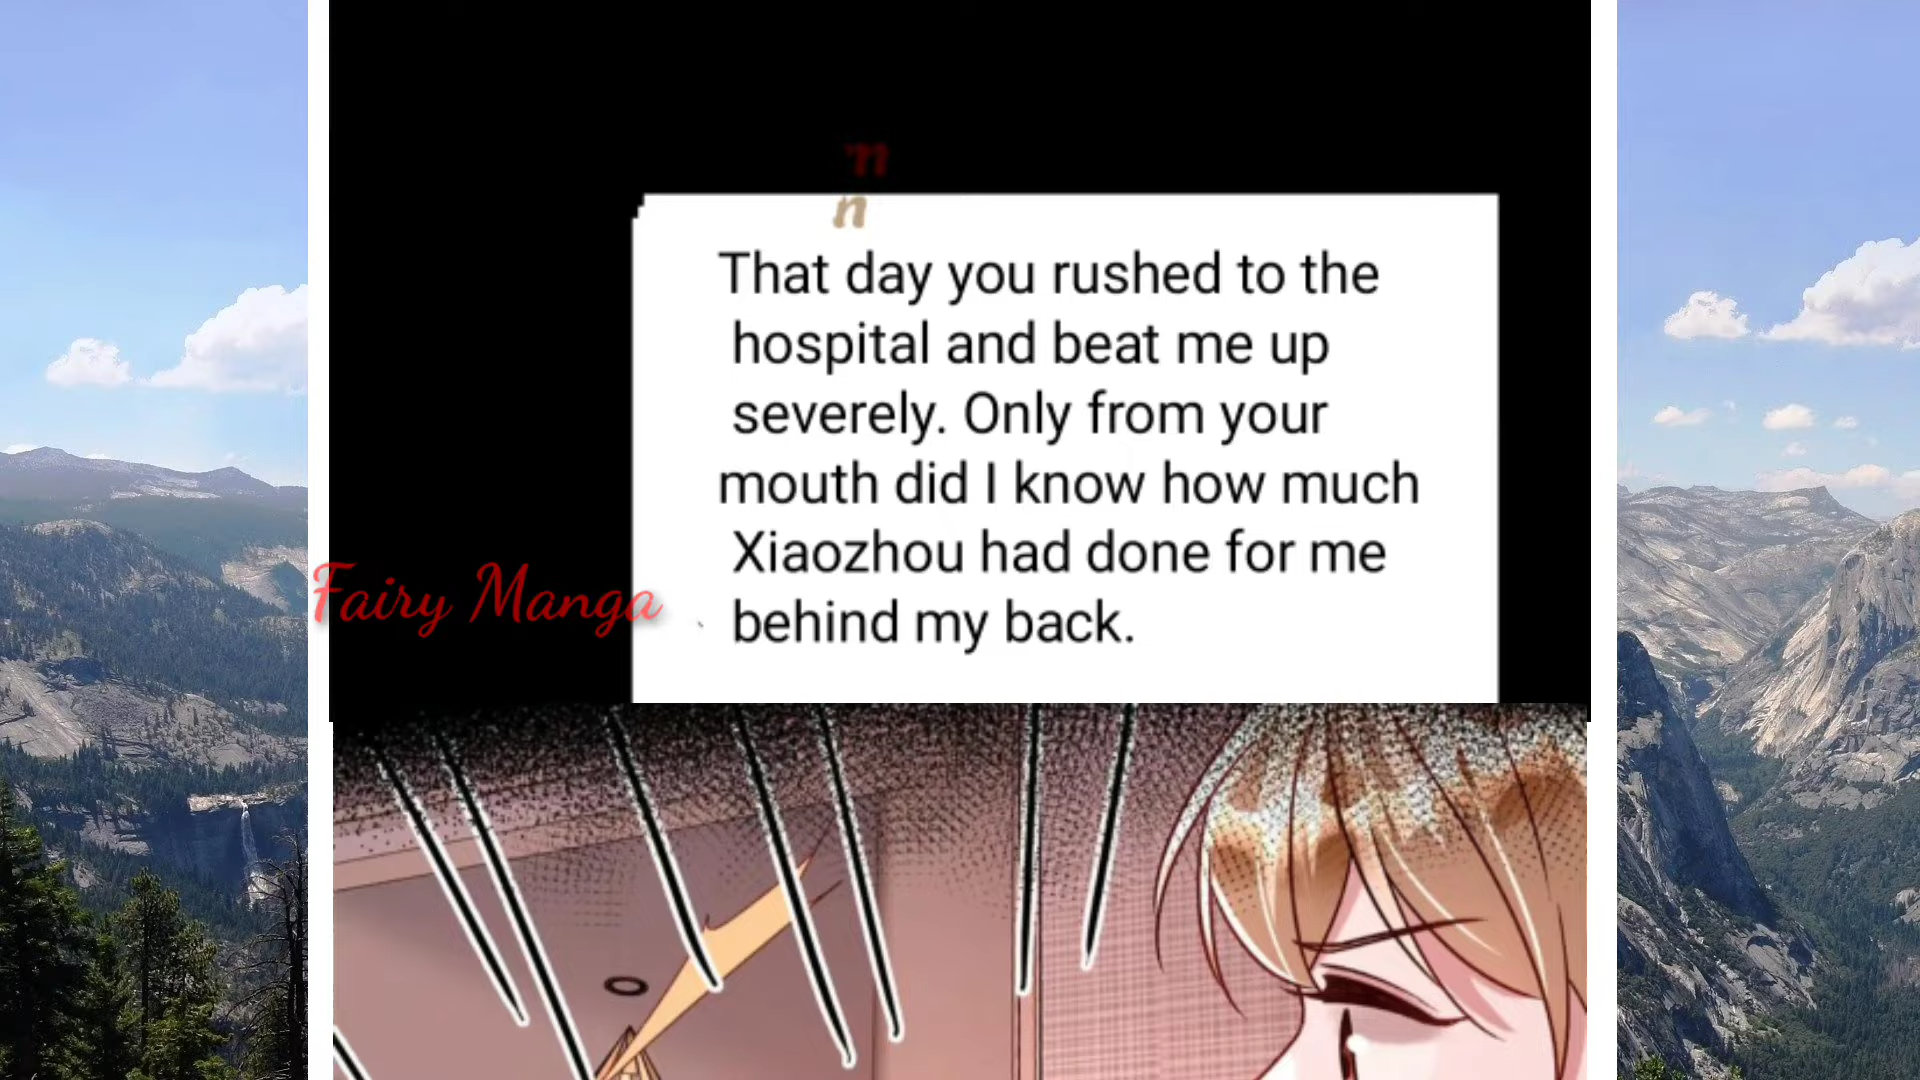 n
n
That day you rushed to the
hospital and beat me up
severely. Only from your
mouth did I know how much
Xiaozhou had done for me
behind my back.
Fairy Manga